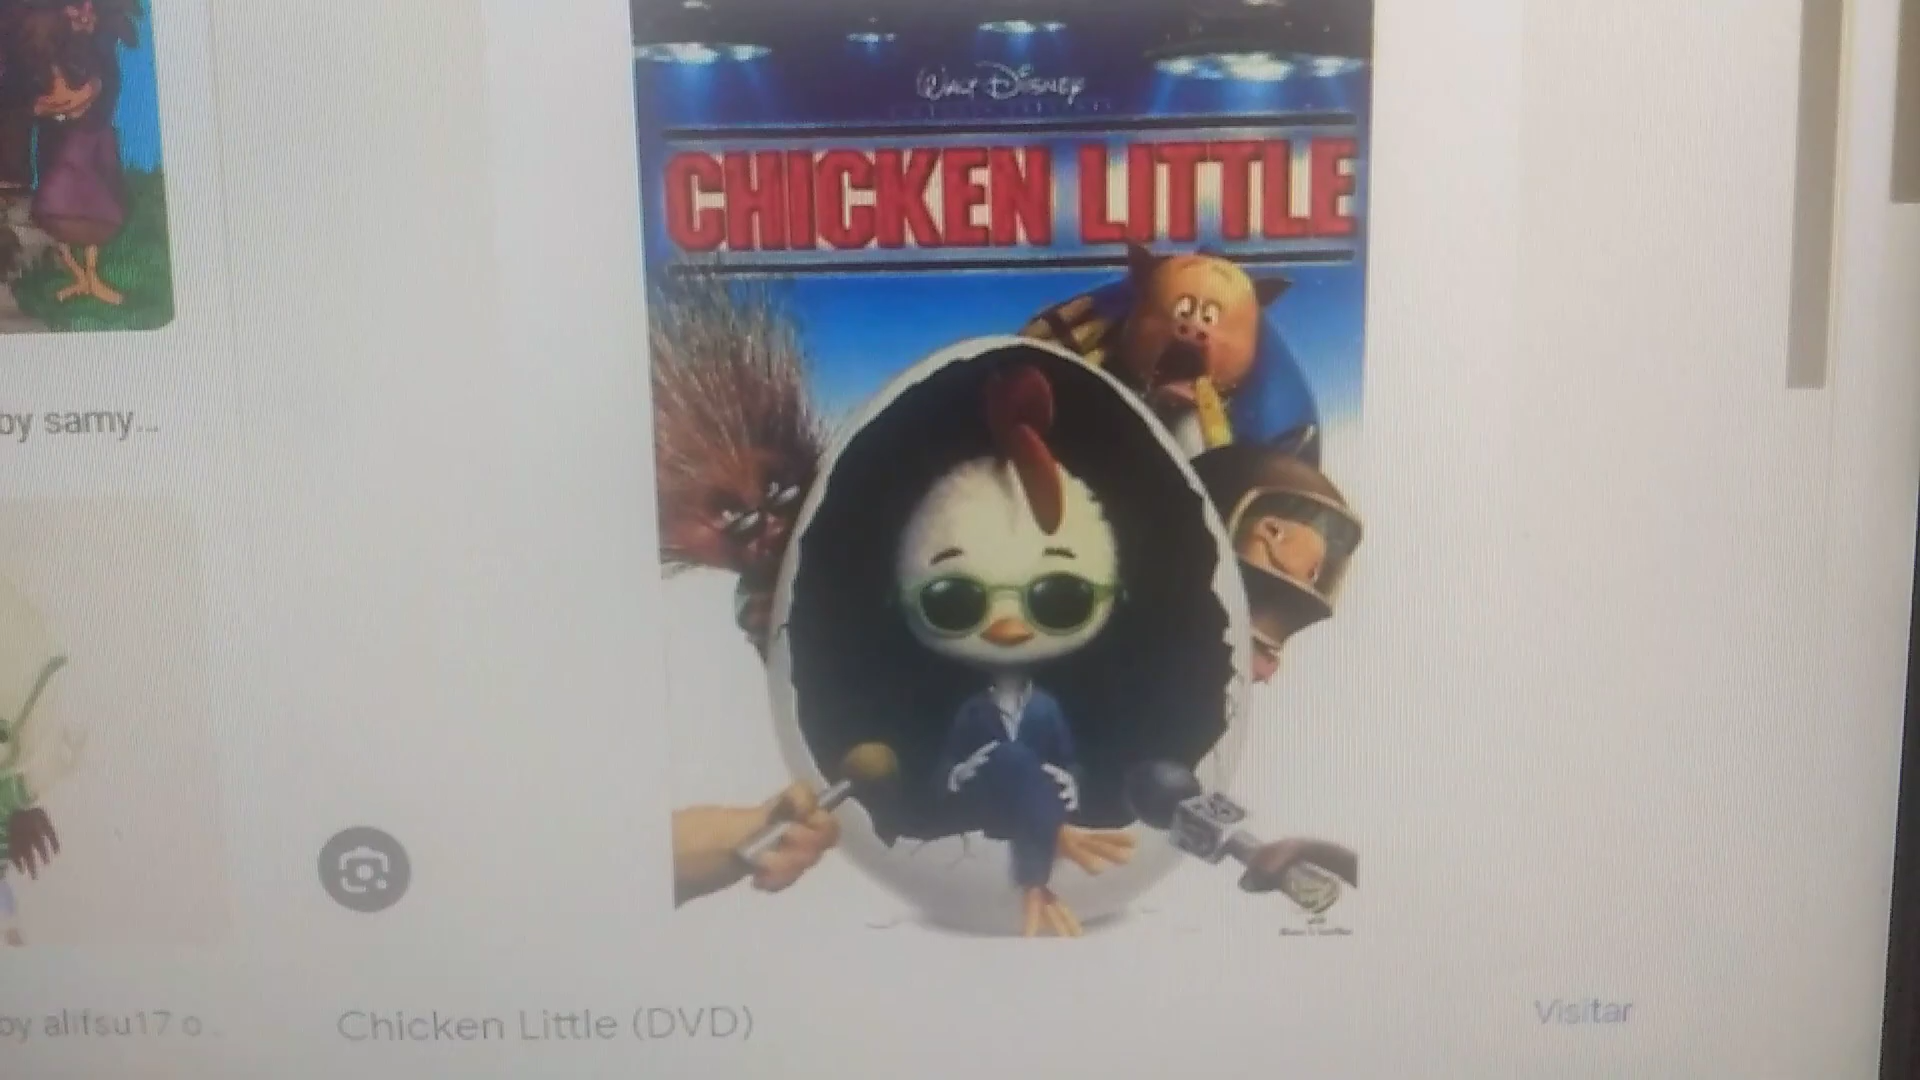 WALT DISNEY
CHICKEN LITTLE
by samy...
by alifsu17 o...
Chicken Little (DVD)
Visitar